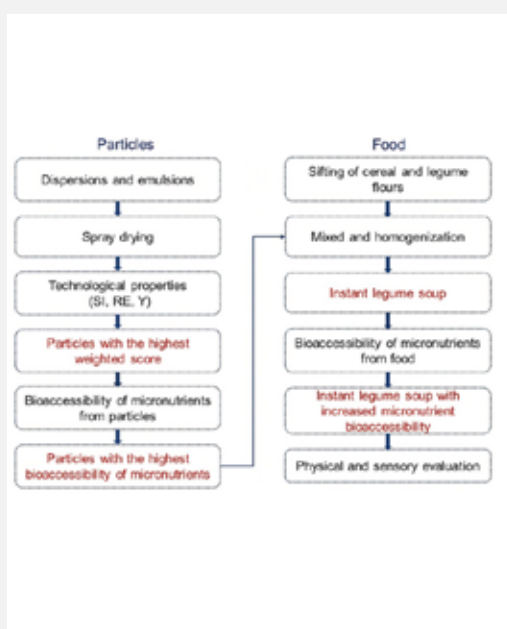 Particles
Dispersions and emulsions
Spray drying
Technological properties
(SI, RE, Y)
Particles with the highest
weighted score
Bioaccessibility of micronutrients
from particles
Particles with the highest
bioaccessibility of micronutrients
Food
Sifting of cereal and legume
flours
Mixed and homogenization
Instant legume soup
Bioaccessibility of micronutrients
from food
Instant legume soup with
increased micronutrient
bioaccessibility
Physical and sensory evaluation